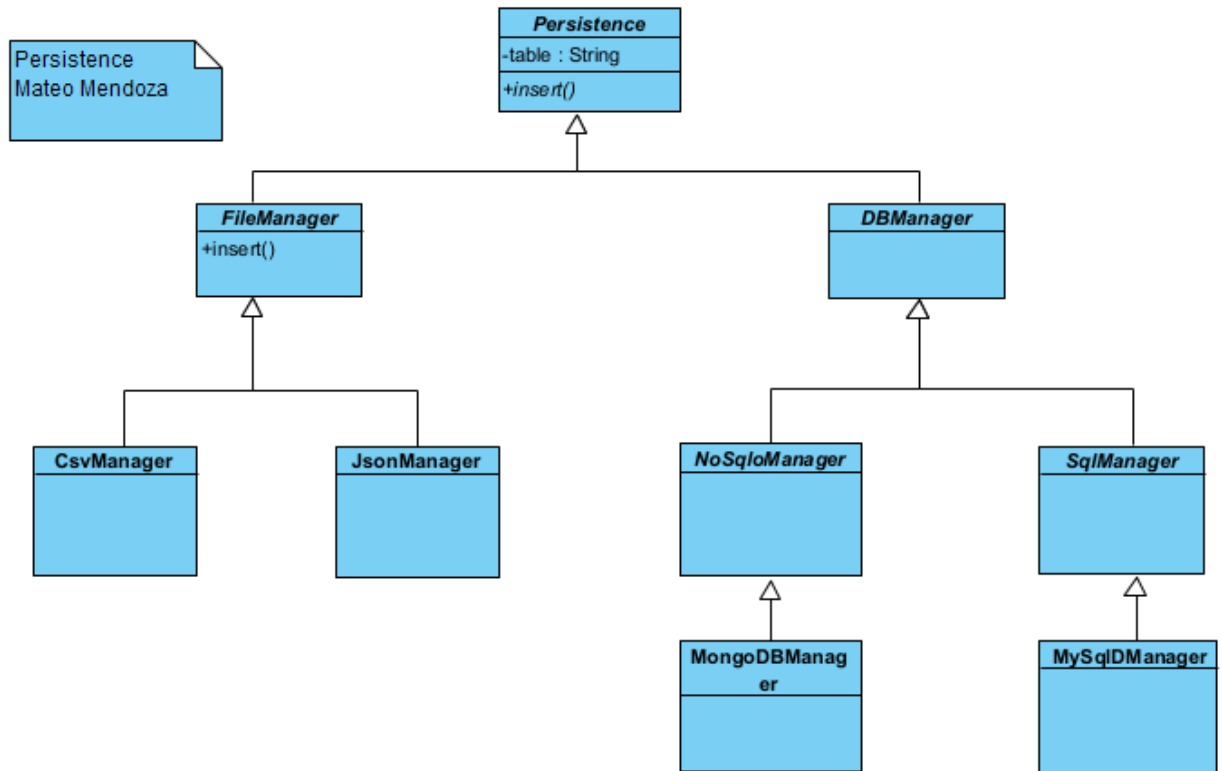 Persistence
-table : String
+insert()
Persistence
Mateo Mendoza
FileManager
+insert()
DBManager
CsvManager
JsonManager
NoSqloManager
SqlManager
MongoDBManag
er
MySqlDManager